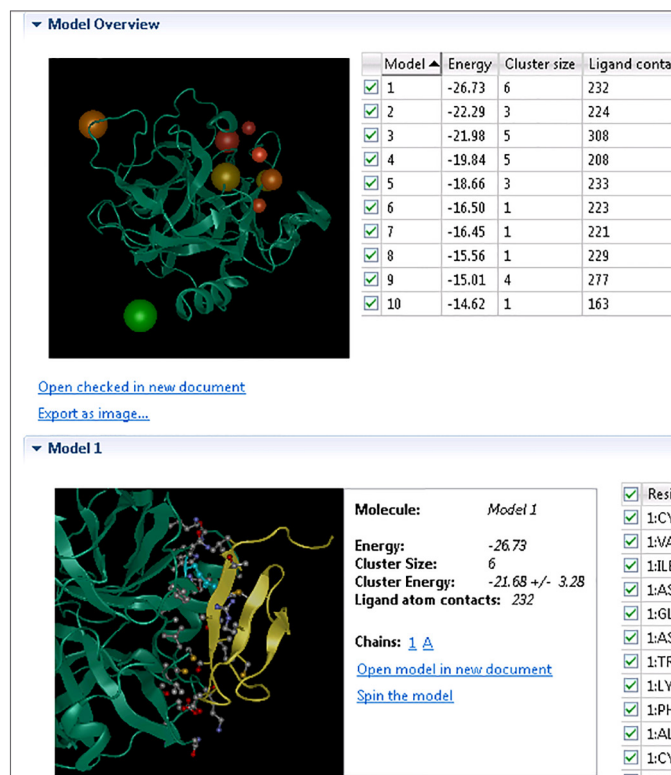 Model Overview
Model Energy Cluster size Ligand conta
1 -26.73 6 232
2 -22.29 3 224
3 -21.98 5 308
4 -19.84 5 208
5 -18.66 3 233
6 -16.50 1 223
7 -16.45 1 221
8 -15.56 1 229
9 -15.01 4 277
10 -14.62 1 163
Open checked in new document
Export as image...
Model 1
Molecule: Model 1
Energy: -26.73
Cluster Size: 6
Cluster Energy: -21.68 +/- 3.28
Ligand atom contacts: 232
Chains: 1 A
Open model in new document
Spin the model
Resi
1:CY
1:VA
1:ILE
1:AS
1:GL
1:AS
1:TR
1:LY
1:PH
1:AL
1:CY